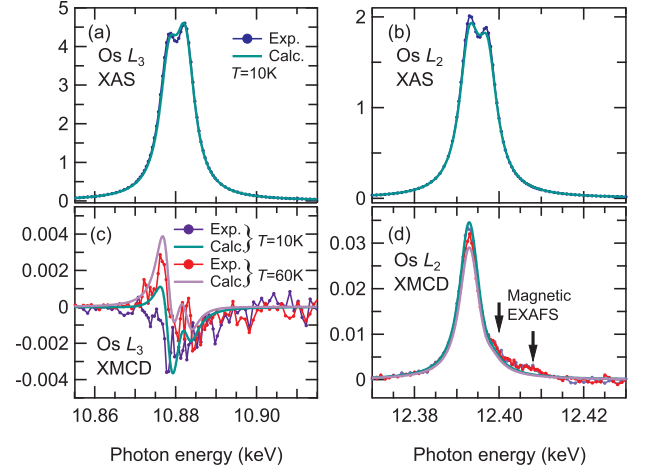 (a)
Os L3
XAS
Exp.
Calc.
T=10K
5
4
3
2
1
0
(b)
Os L2
XAS
2
1
0
(c)
Exp.
Calc.
} T=10K
Exp.
Calc.
} T=60K
Os L3
XMCD
0.004
0.002
0
-0.002
-0.004
10.86
10.88
10.90
Photon energy (keV)
(d)
Os L2
XMCD
Magnetic
EXAFS
0.03
0.02
0.01
0
12.38
12.40
12.42
Photon energy (keV)